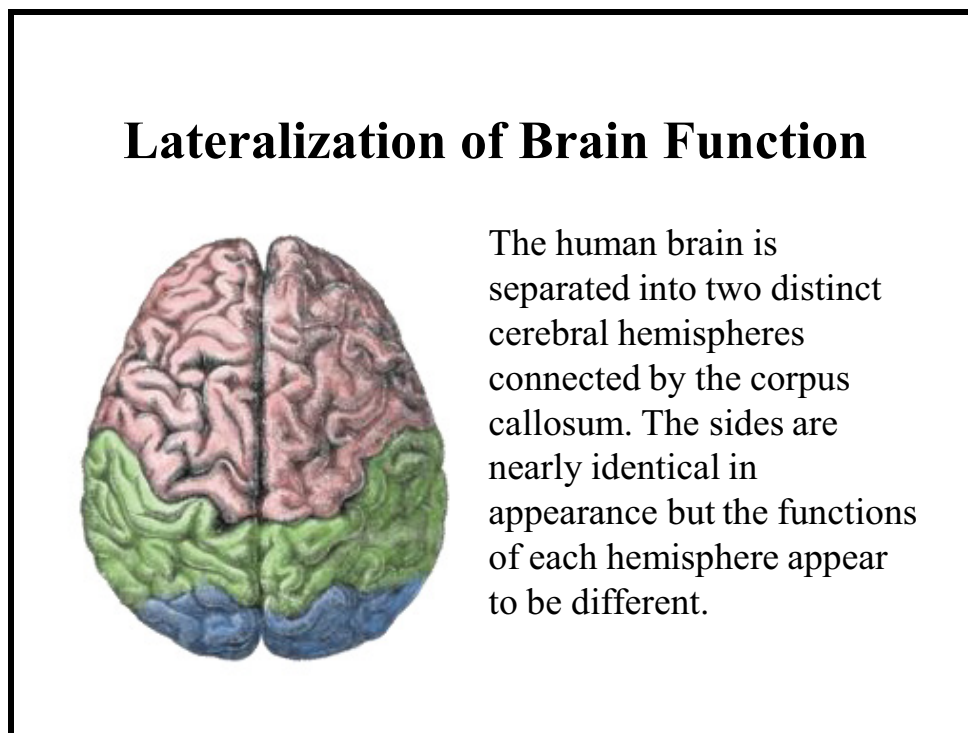 Lateralization of Brain Function
The human brain is
separated into two distinct
cerebral hemispheres
connected by the corpus
callosum. The sides are
nearly identical in
appearance but the functions
of each hemisphere appear
to be different.